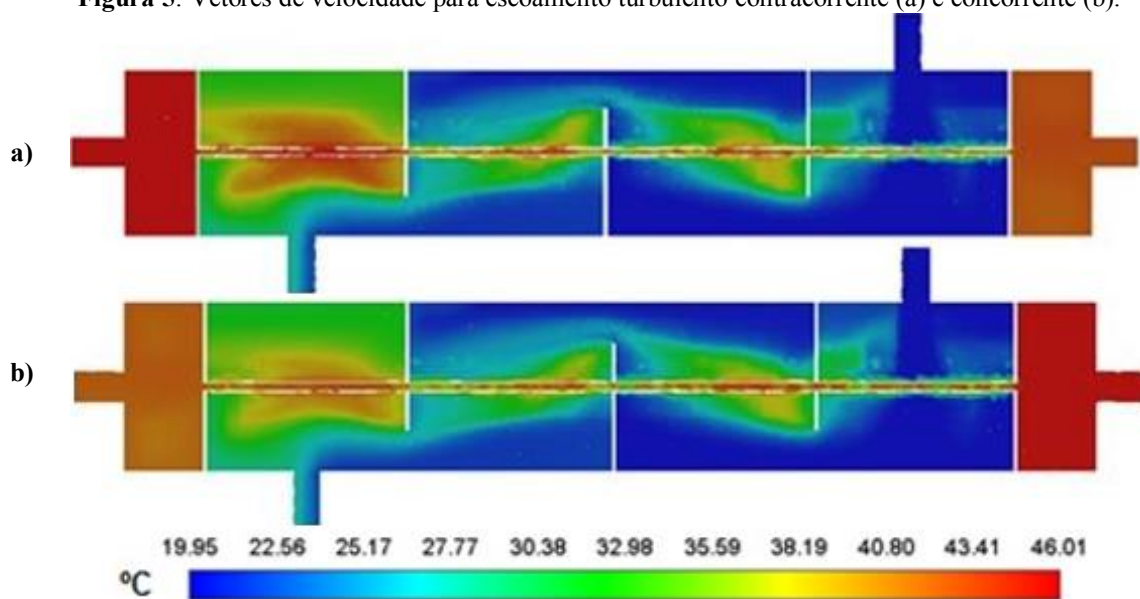 Figura 5. Vetores de velocidade para escoamento turbulento contracorrente (a) e concorrente (b).
a)
b)
19.95 22.56 25.17 27.77 30.38 32.98 35.59 38.19 40.80 43.41 46.01
ºC